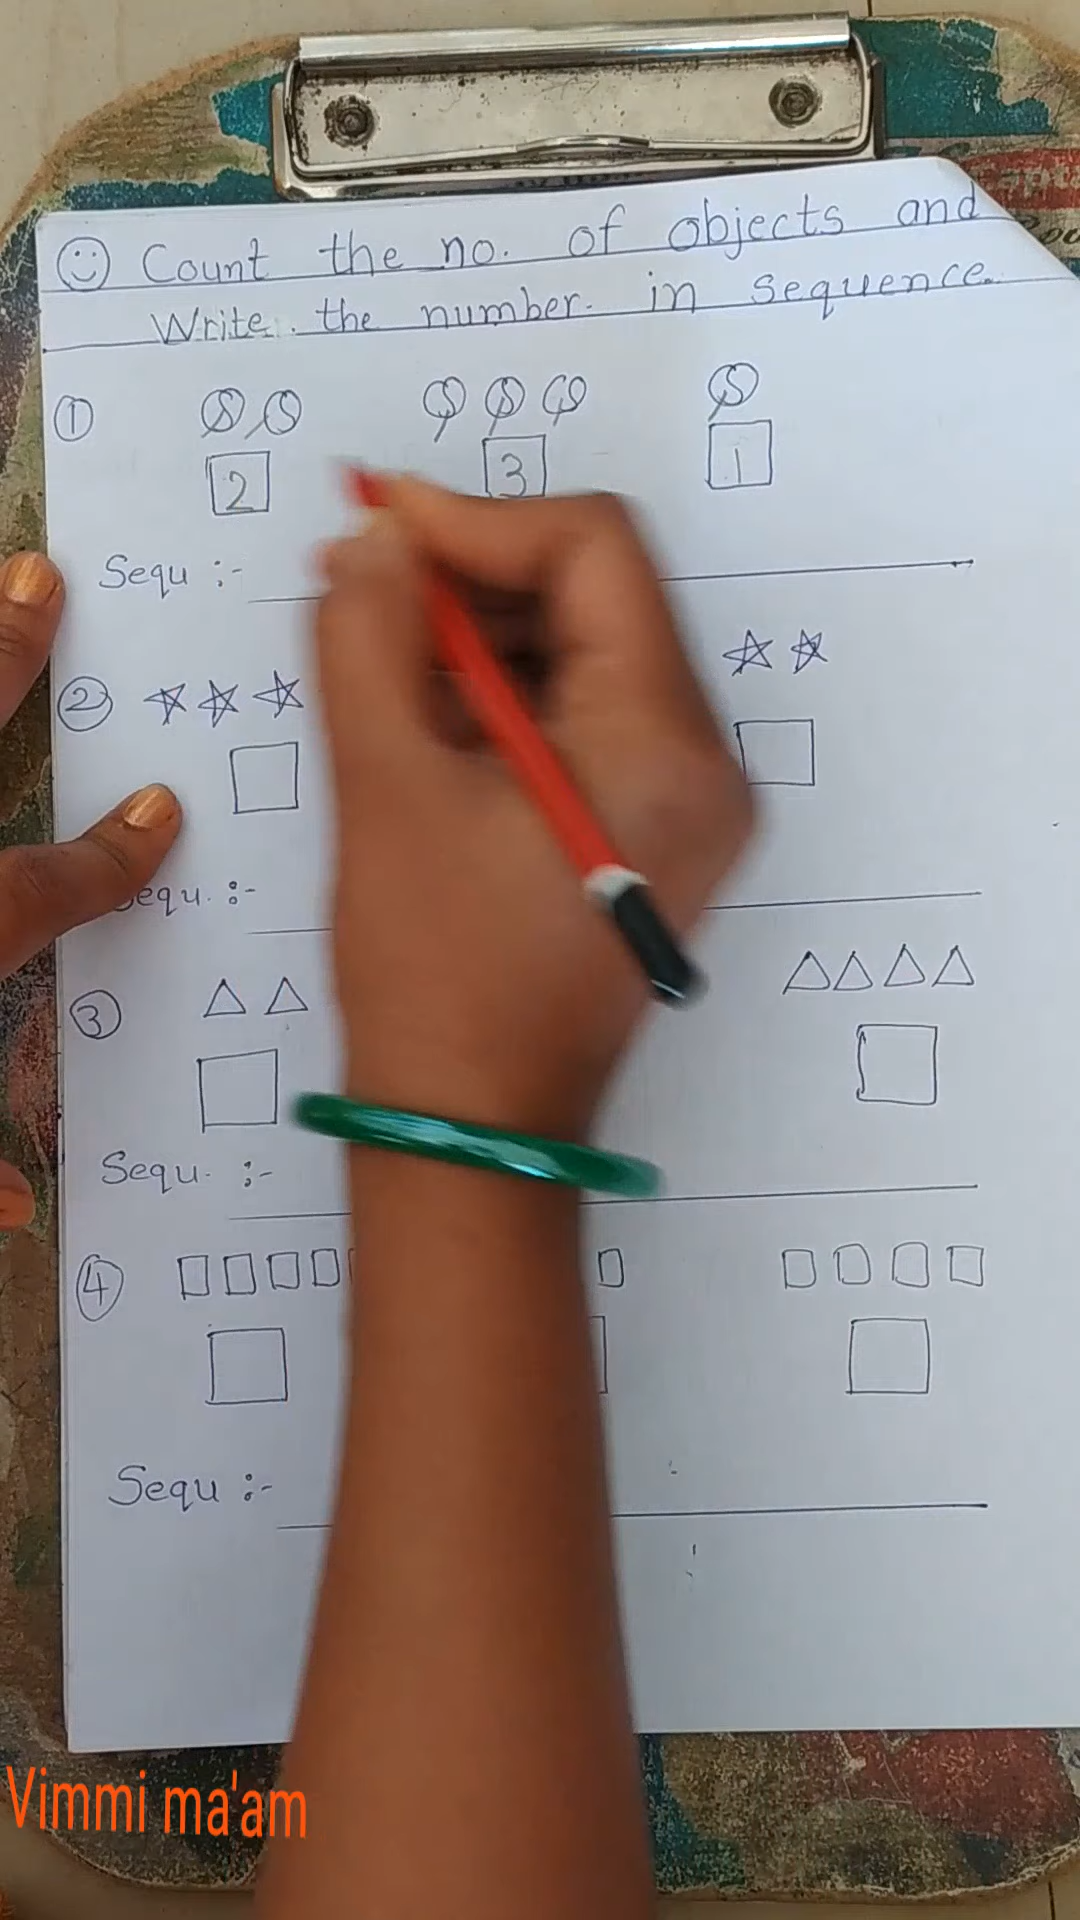 Count the no. of objects and
Write. the number. in sequence.
1
2 3 1
Sequ :-
2
equ. :-
3
Sequ. :-
4
Sequ :-
Vimmi ma'am